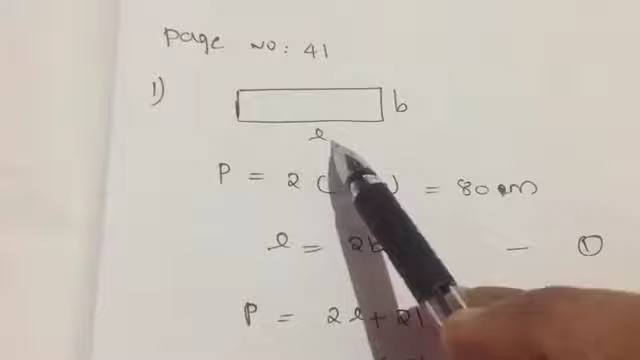 page no: 41
1)
b
l
P = 2 ( ) = 80 cm
l = 2b — ①
P = 2l + 2